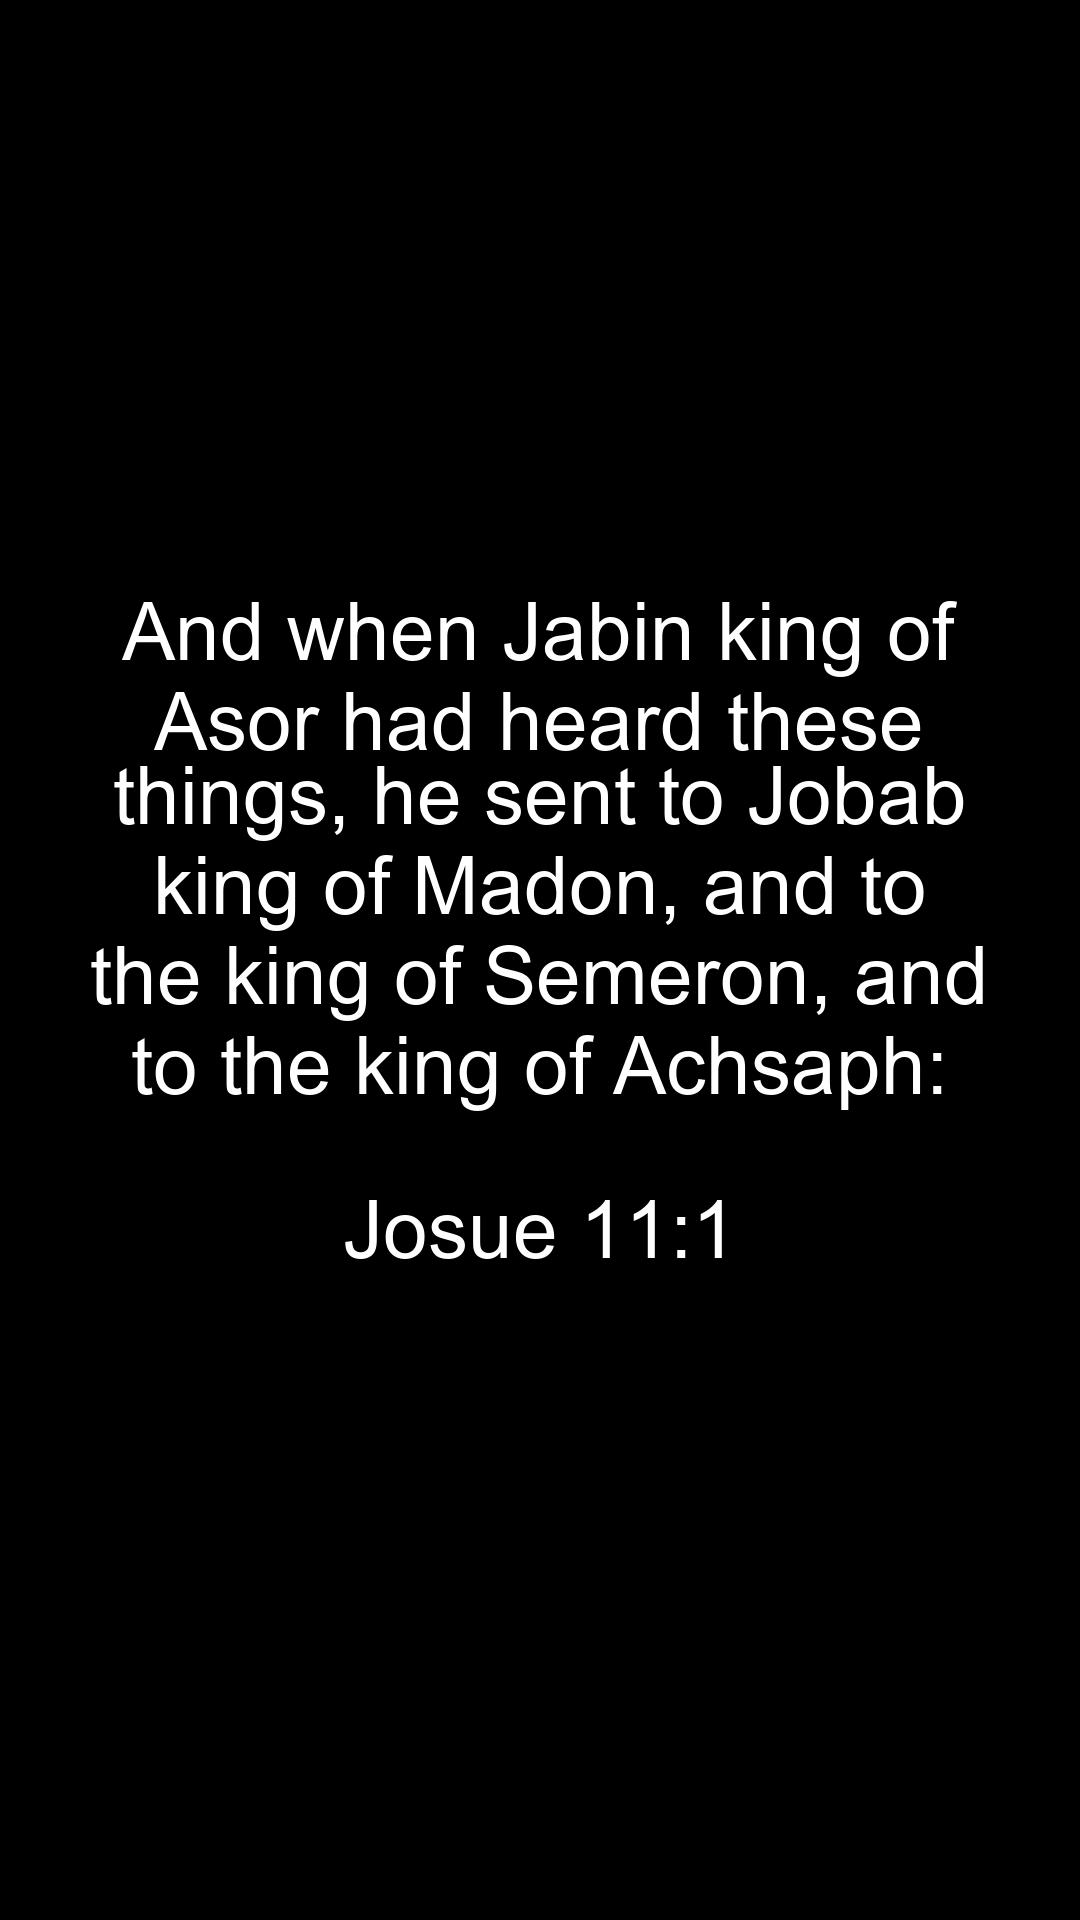 And when Jabin king of
Asor had heard these
things, he sent to Jobab
king of Madon, and to
the king of Semeron, and
to the king of Achsaph:
Josue 11:1